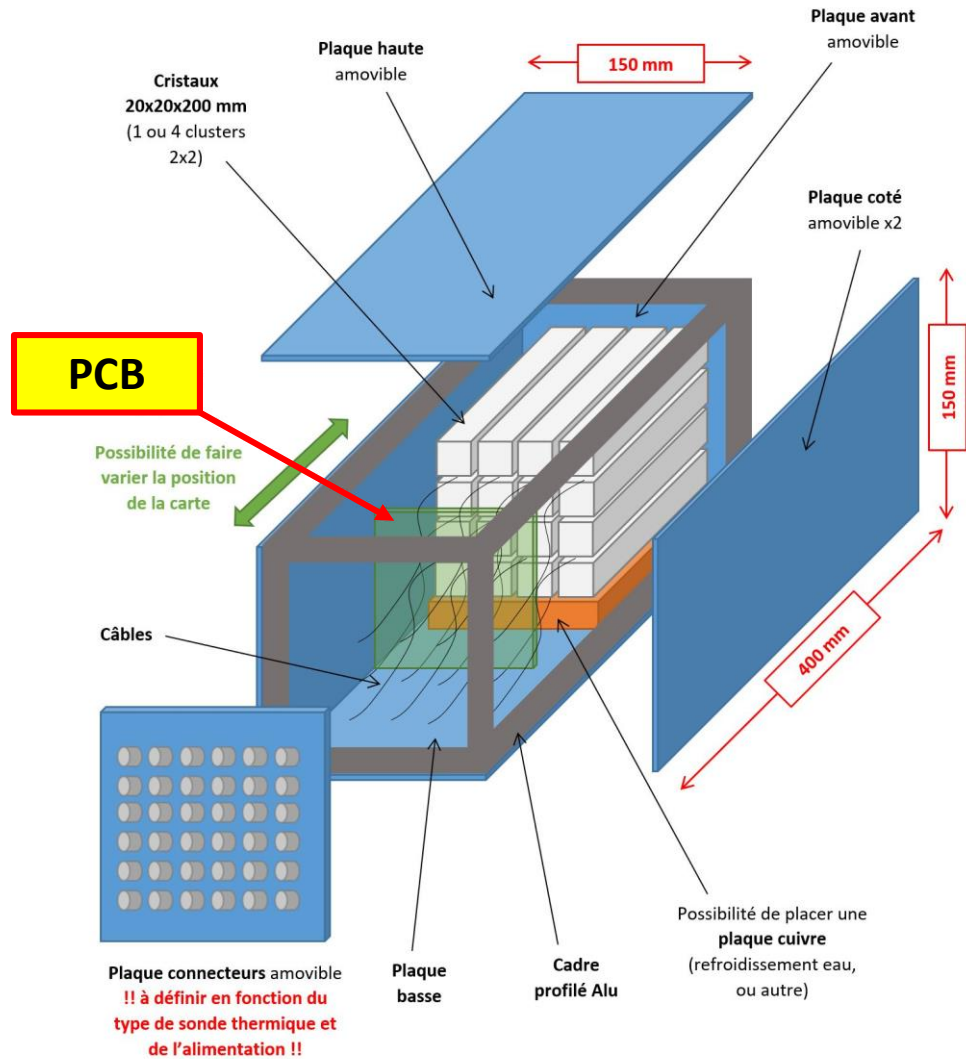 Plaque avant
amovible
Plaque haute
amovible
150 mm
Cristaux
20x20x200 mm
(1 ou 4 clusters
2x2)
Plaque coté
amovible x2
PCB
150 mm
Possibilité de faire
varier la position
de la carte
Câbles
400 mm
Possibilité de placer une
plaque cuivre
(refroidissement eau,
ou autre)
Plaque connecteurs amovible
!! à définir en fonction du
type de sonde thermique et
de l’alimentation !!
Plaque
basse
Cadre
profilé Alu